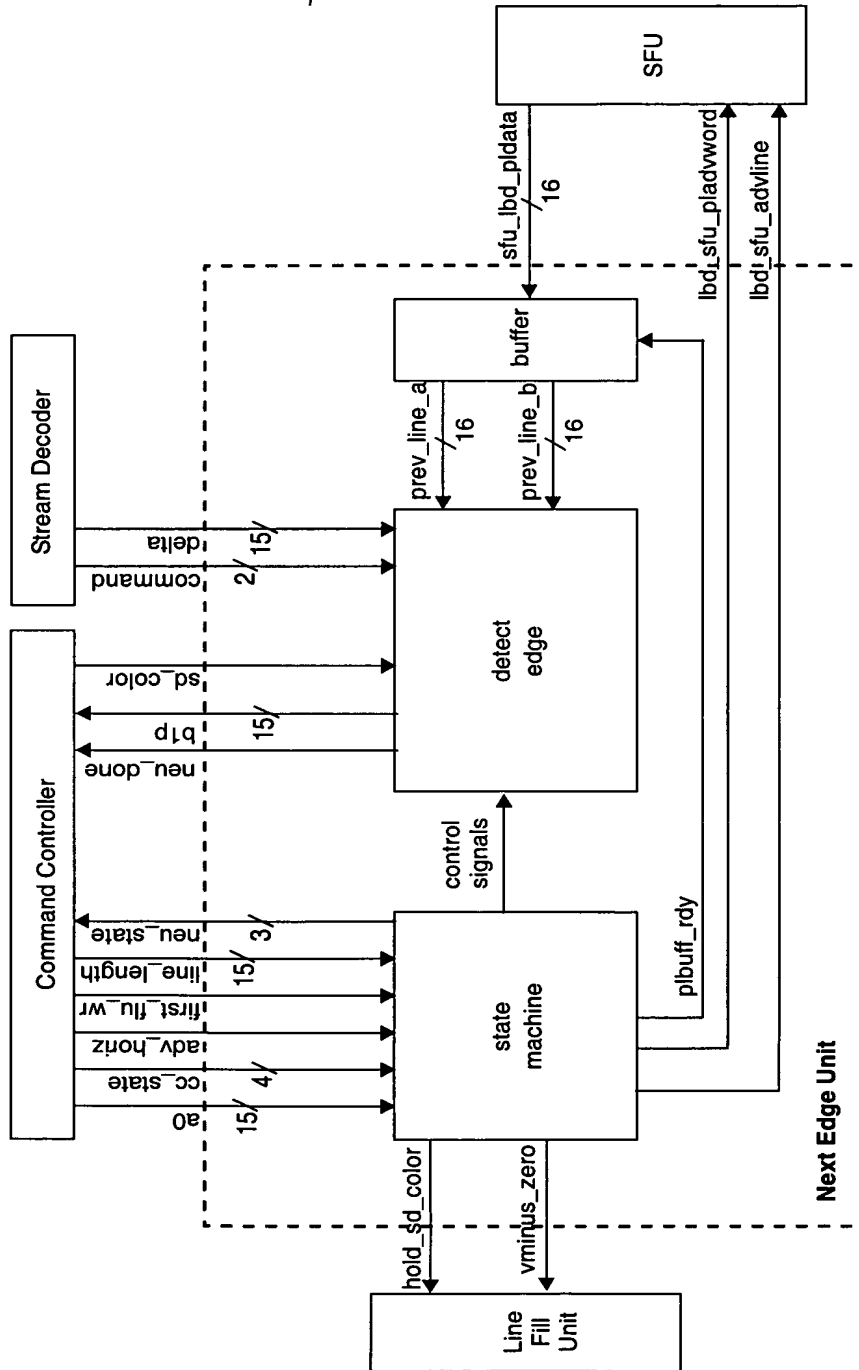 Command Controller
Stream Decoder
a0
15
cc_state
4
adv_horiz
first_flu_wr
line_length
15
neu_state
3
neu_done
b1p
15
sd_color
command
2
delta
15
hold_sd_color
vminus_zero
Line
Fill
Unit
state
machine
control
signals
detect
edge
prev_line_a
16
prev_line_b
16
buffer
sfu_lbd_pldata
16
SFU
plbuff_rdy
lbd_sfu_pladvword
lbd_sfu_advline
Next Edge Unit